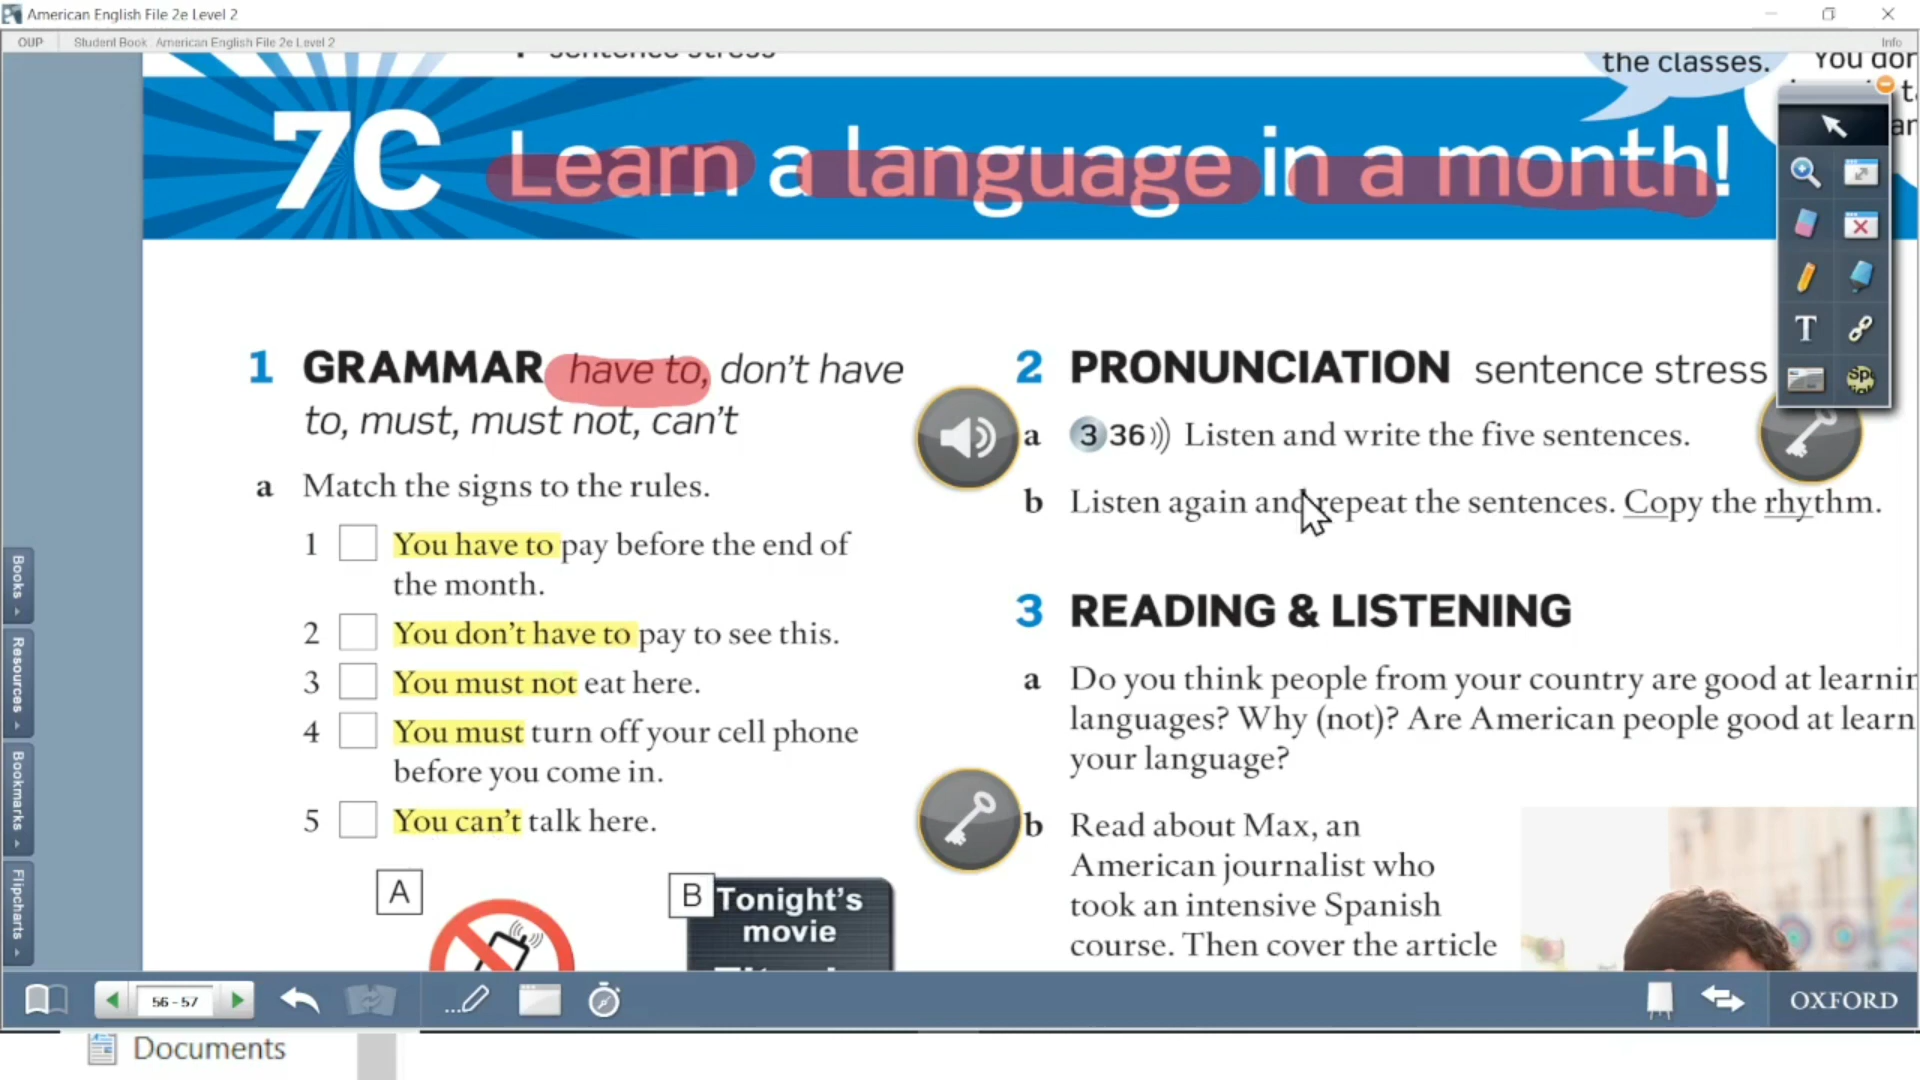 American English File 2e Level 2
OUP
Student Book American English File 2e Level 2
Info
sentence stress
the classes.
You don
7C Learn a language in a month!
1 GRAMMAR have to, don't have
to, must, must not, can't
a Match the signs to the rules.
1 You have to pay before the end of
the month.
2 You don't have to pay to see this.
3 You must not eat here.
4 You must turn off your cell phone
before you come in.
5 You can't talk here.
A
B Tonight's
movie
2 PRONUNCIATION sentence stress
a 3 36)) Listen and write the five sentences.
b Listen again and repeat the sentences. Copy the rhythm.
3 READING & LISTENING
a Do you think people from your country are good at learnin
languages? Why (not)? Are American people good at learn
your language?
b Read about Max, an
American journalist who
took an intensive Spanish
course. Then cover the article
T
Books
Resources
Bookmarks
Flipcharts
56 - 57
OXFORD
Documents